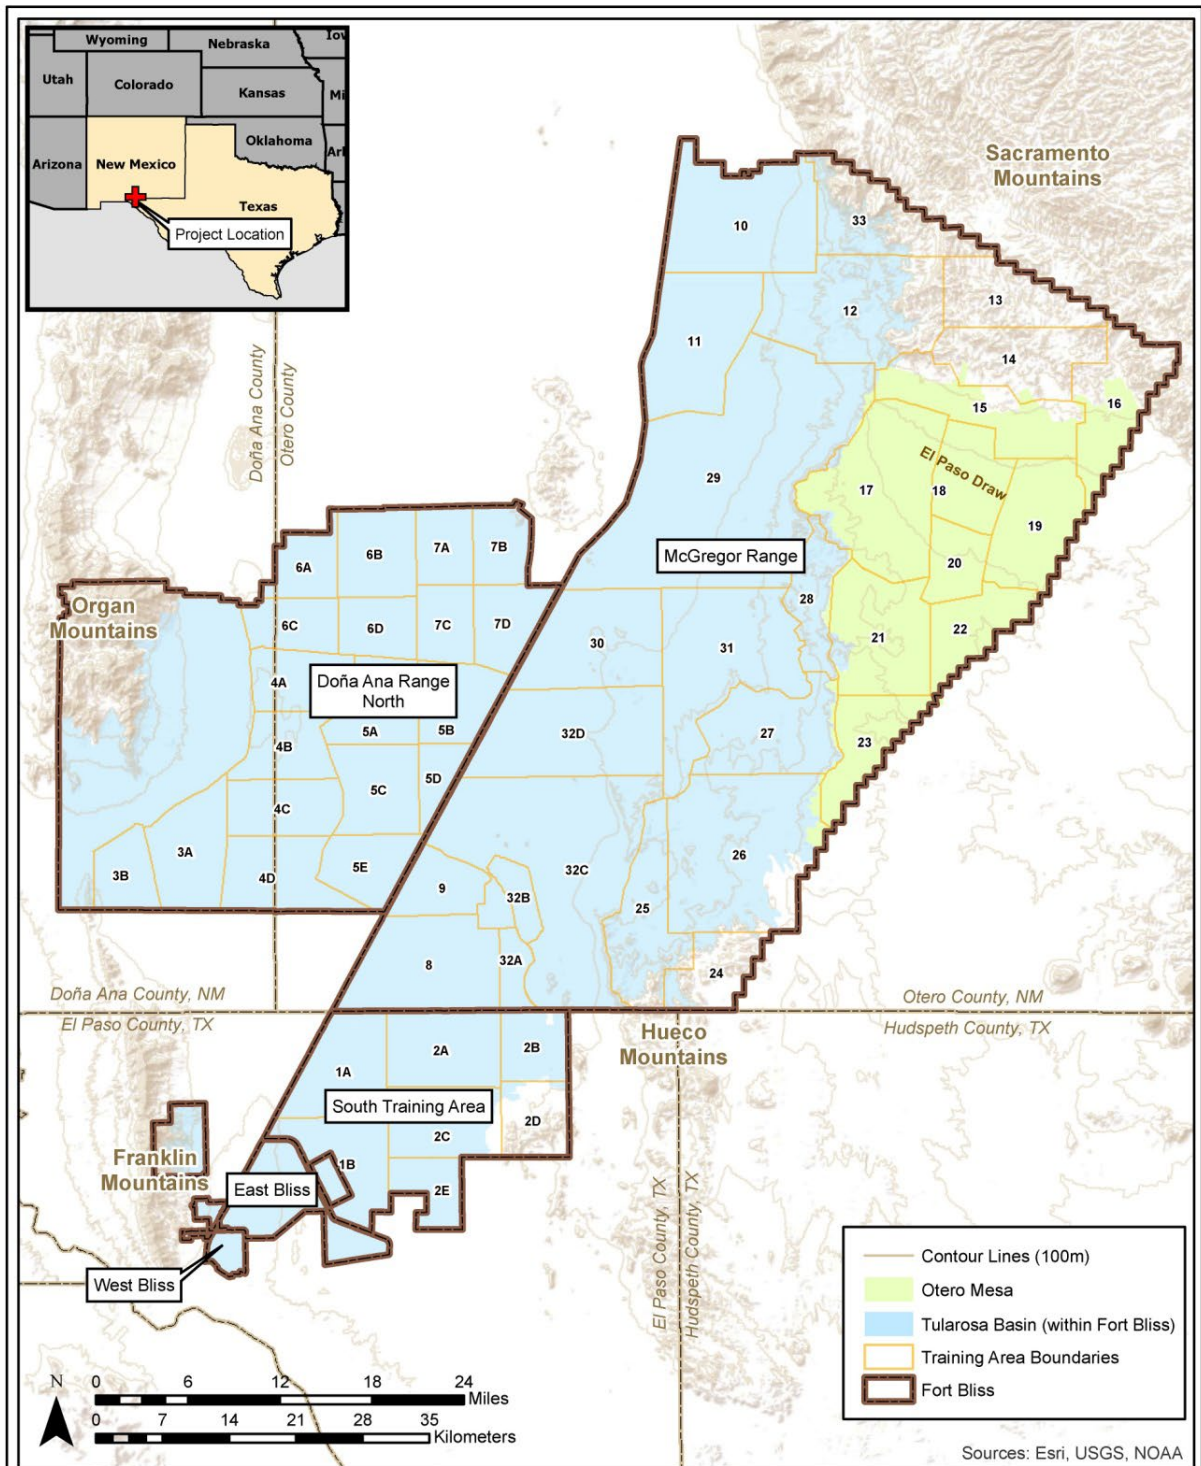 Wyoming
Nebraska
Iow
Utah
Colorado
Kansas
Mi
Oklahoma
Arizona
New Mexico
Ark
Texas
Project Location
Sacramento
Mountains
10
33
13
12
11
14
Doña Ana County
Otero County
15
16
El Paso Draw
29
17
18
19
McGregor Range
6A
6B
7A
7B
20
28
Organ
Mountains
6C
6D
7C
7D
30
31
21
22
4A
Doña Ana Range
North
5A
5B
32D
27
23
4B
5C
5D
4C
3A
3B
4D
5E
9
32B
32C
26
25
8
32A
24
Doña Ana County, NM
El Paso County, TX
Otero County, NM
Hudspeth County, TX
Hueco
Mountains
2A
2B
1A
South Training Area
2D
2C
Franklin
Mountains
1B
East Bliss
2E
West Bliss
El Paso County, TX
Hudspeth County, TX
Contour Lines (100m)
Otero Mesa
Tularosa Basin (within Fort Bliss)
Training Area Boundaries
Fort Bliss
N
0 6 12 18 24
Miles
0 7 14 21 28 35
Kilometers
Sources: Esri, USGS, NOAA